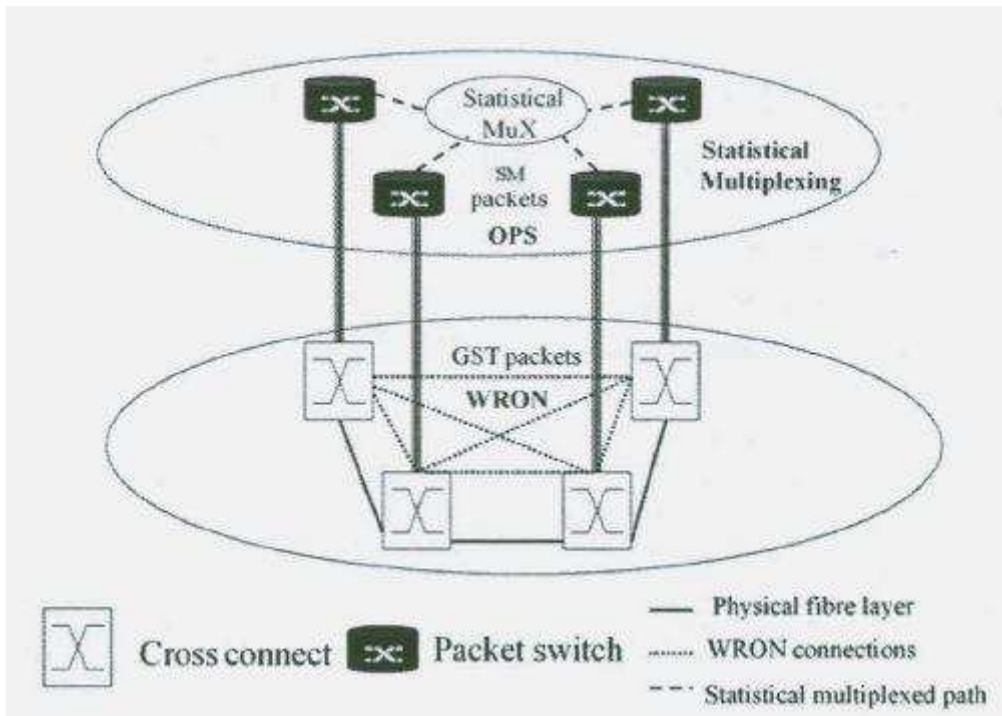 Statistical
MuX
Statistical
Multiplexing
SM
packets
OPS
GST packets
WRON
Cross connect
Packet switch
Physical fibre layer
WRON connections
Statistical multiplexed path